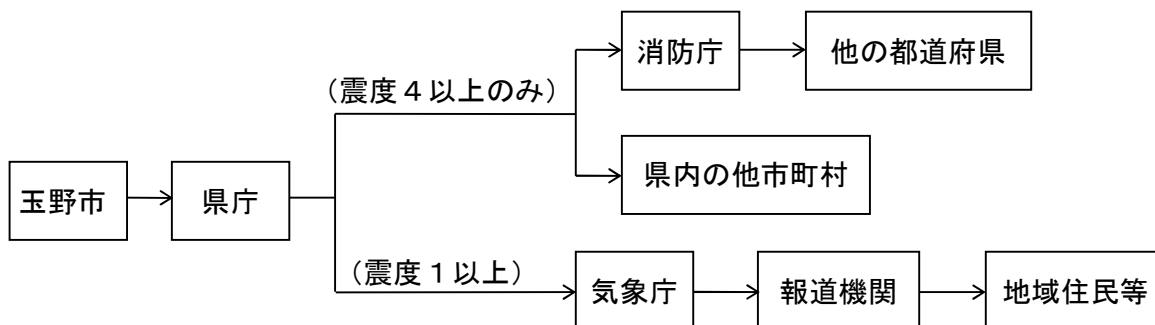 消防庁
他の都道府県
（震度４以上のみ）
県内の他市町村
玉野市
県庁
（震度１以上）
気象庁
報道機関
地域住民等